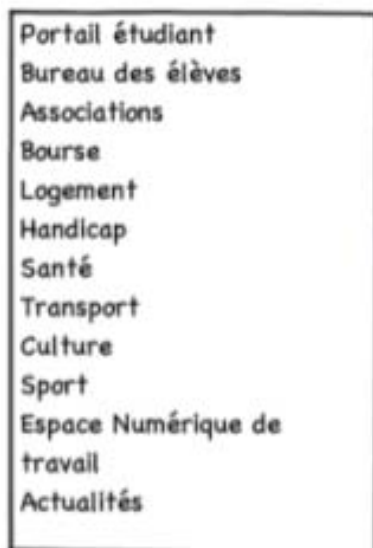 Portail étudiant
Bureau des élèves
Associations
Bourse
Logement
Handicap
Santé
Transport
Culture
Sport
Espace Numérique de
travail
Actualités